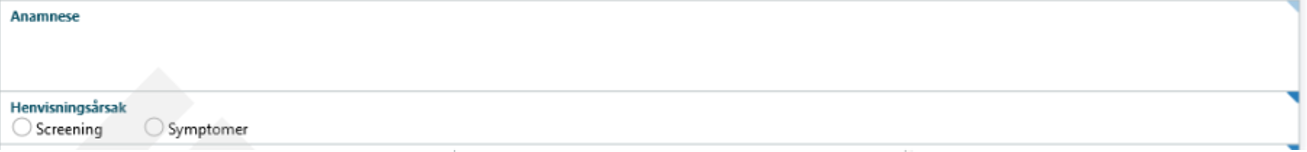 Anamnese
Henvisningsårsak
Screening Symptomer